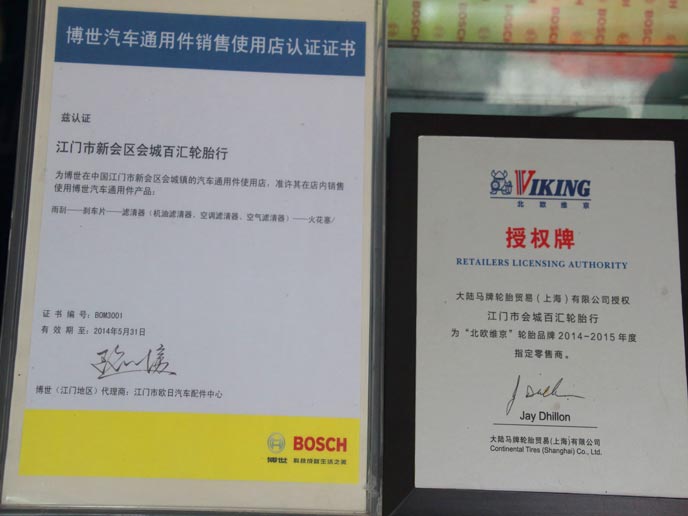 博世汽车通用件销售使用店认证证书
兹认证
江门市新会区会城百汇轮胎行
为博世在中国江门市新会区会城镇的汽车通用件使用店，准许其在店内销售
使用博世汽车通用件产品：
雨刮——刹车片——滤清器（机油滤清器、空调滤清器、空气滤清器）——火花塞/
证 书 编 号：BOM3001
有 效 期 至：2014年5月31日
博世（江门地区）代理商：江门市欧日汽车配件中心
BOSCH
博世 科技成就生活之美
BOSCH
VIKING
北欧维京
授权牌
RETAILERS LICENSING AUTHORITY
大陆马牌轮胎贸易（上海）有限公司授权
江门市会城百汇轮胎行
为“北欧维京”轮胎品牌 2014-2015 年度
指定零售商。
Jay Dhillon
大陆马牌轮胎贸易(上海)有限公司
Continental Tires (Shanghai) Co., Ltd.